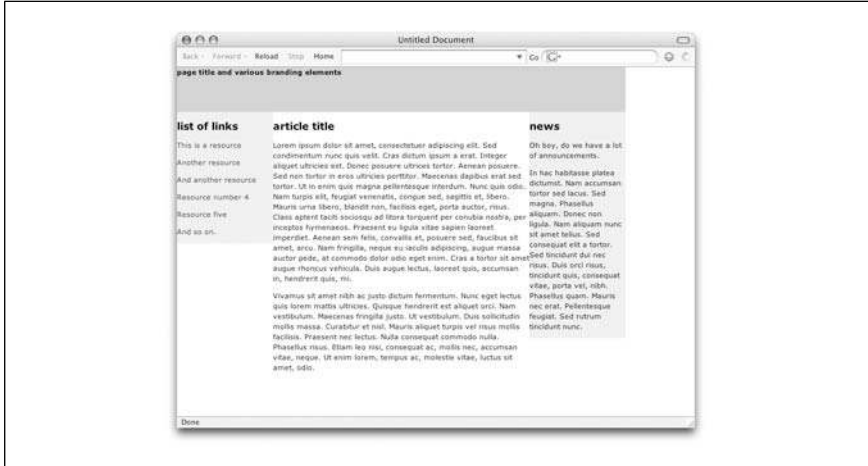 Untitled Document
Back Forward Reload Stop Home Go
page title and various branding elements
list of links
This is a resource
Another resource
And another resource
Resource number 4
Resource five
And so on.
article title
Lorem ipsum dolor sit amet, consectetuer adipiscing elit. Sed
condimentum nunc quis velit. Cras dictum ipsum a erat. Integer
aliquet ultricies est. Donec posuere ultrices tortor. Aenean posuere.
Sed non tortor in eros ultricies porttitor. Maecenas dapibus erat sed
tortor. Ut in enim quis magna pellentesque interdum. Nunc quis odio.
Nam turpis elit, feugiat venenatis, congue sed, sagittis et, libero.
Mauris urna libero, blandit non, facilisis eget, porta auctor, risus.
Class aptent taciti sociosqu ad litora torquent per conubia nostra, per
inceptos hymenaeos. Praesent eu ligula vitae sapien laoreet
imperdiet. Aenean sem felis, convallis et, posuere sed, faucibus sit
amet, arcu. Nam fringilla, neque eu iaculis adipiscing, augue massa
auctor pede, at commodo dolor odio eget enim. Cras a tortor sit amet
augue rhoncus vehicula. Duis augue lectus, laoreet quis, accumsan
in, hendrerit quis, mi.
Vivamus sit amet nibh ac justo dictum fermentum. Nunc eget lectus
quis lorem mattis ultricies. Quisque hendrerit est aliquet orci. Nam
vestibulum. Maecenas fringilla justo. Ut vestibulum. Duis sollicitudin
mollis massa. Curabitur et nisl. Mauris aliquet turpis vel risus mollis
facilisis. Praesent nec lectus. Nulla consequat commodo nulla.
Phasellus risus. Etiam leo nisi, consequat ac, mollis nec, accumsan
vitae, neque. Ut enim lorem, tempus ac, molestie vitae, luctus sit
amet, odio.
news
Oh boy, do we have a lot
of announcements.
In hac habitasse platea
dictumst. Nam accumsan
tortor sed lacus. Sed
magna. Phasellus
aliquam. Donec non
ligula. Nam aliquam nunc
sit amet tellus. Sed
consequat elit a tortor.
Sed tincidunt dui nec
risus. Duis orci risus,
tincidunt quis, consequat
vitae, porta vel, nibh.
Phasellus quam. Mauris
nec erat. Pellentesque
feugiat. Sed rutrum
tincidunt nunc.
Done